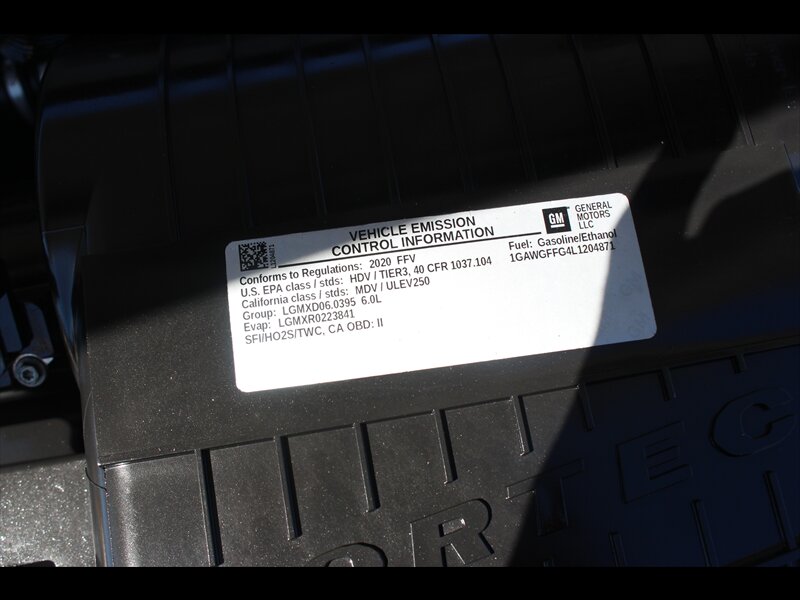 VEHICLE EMISSION
CONTROL INFORMATION
GM
GENERAL
MOTORS
LLC
L1204871
Conforms to Regulations: 2020 FFV
Fuel: Gasoline/Ethanol
U.S. EPA class / stds: HDV / TIER3, 40 CFR 1037.104
1GAWGFFG4L1204871
California class / stds: MDV / ULEV250
Group: LGMXD06.0395 6.0L
Evap: LGMXR0223841
SFI/HO2S/TWC, CA OBD: II
ORTEC